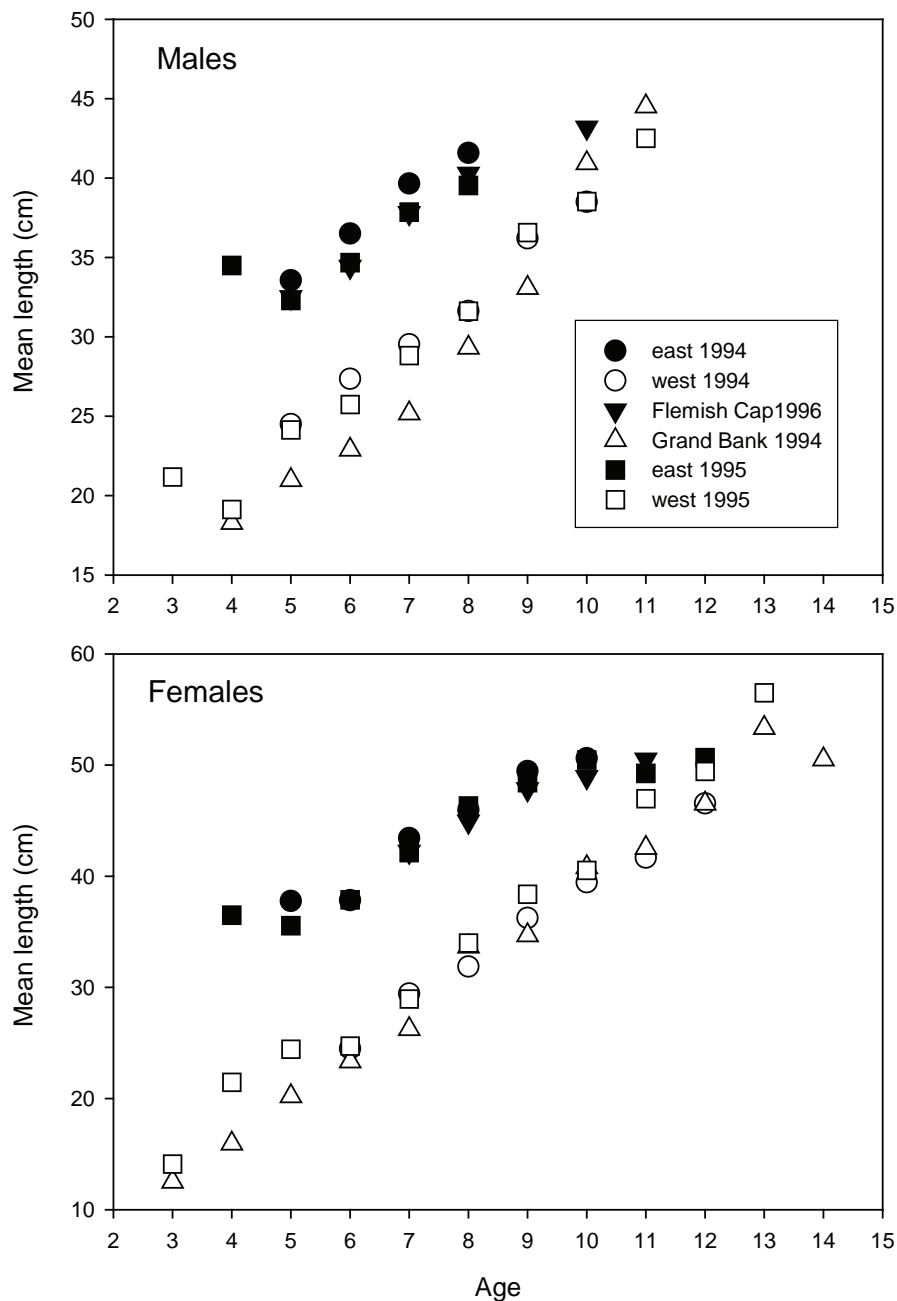 50
Males
45
40
35
30
25
20
15
Mean length (cm)
east 1994
west 1994
Flemish Cap1996
Grand Bank 1994
east 1995
west 1995
2 3 4 5 6 7 8 9 10 11 12 13 14 15
60
Females
50
40
30
20
10
Mean length (cm)
2 3 4 5 6 7 8 9 10 11 12 13 14 15
Age